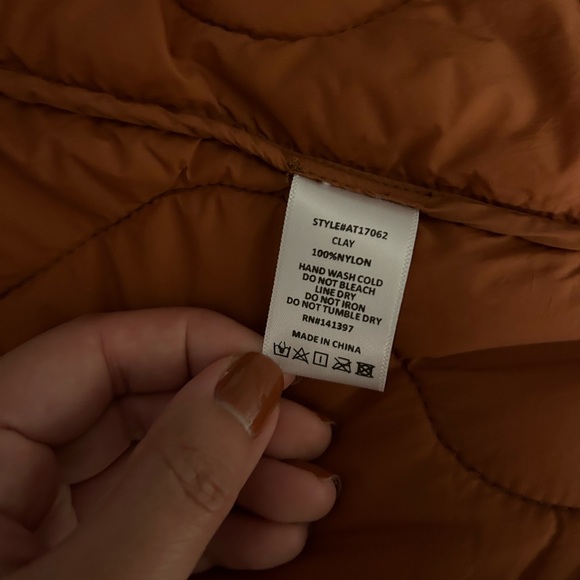 STYLE#AT17062
CLAY
100%NYLON
HAND WASH COLD
DO NOT BLEACH
LINE DRY
DO NOT IRON
DO NOT TUMBLE DRY
RN#141397
MADE IN CHINA